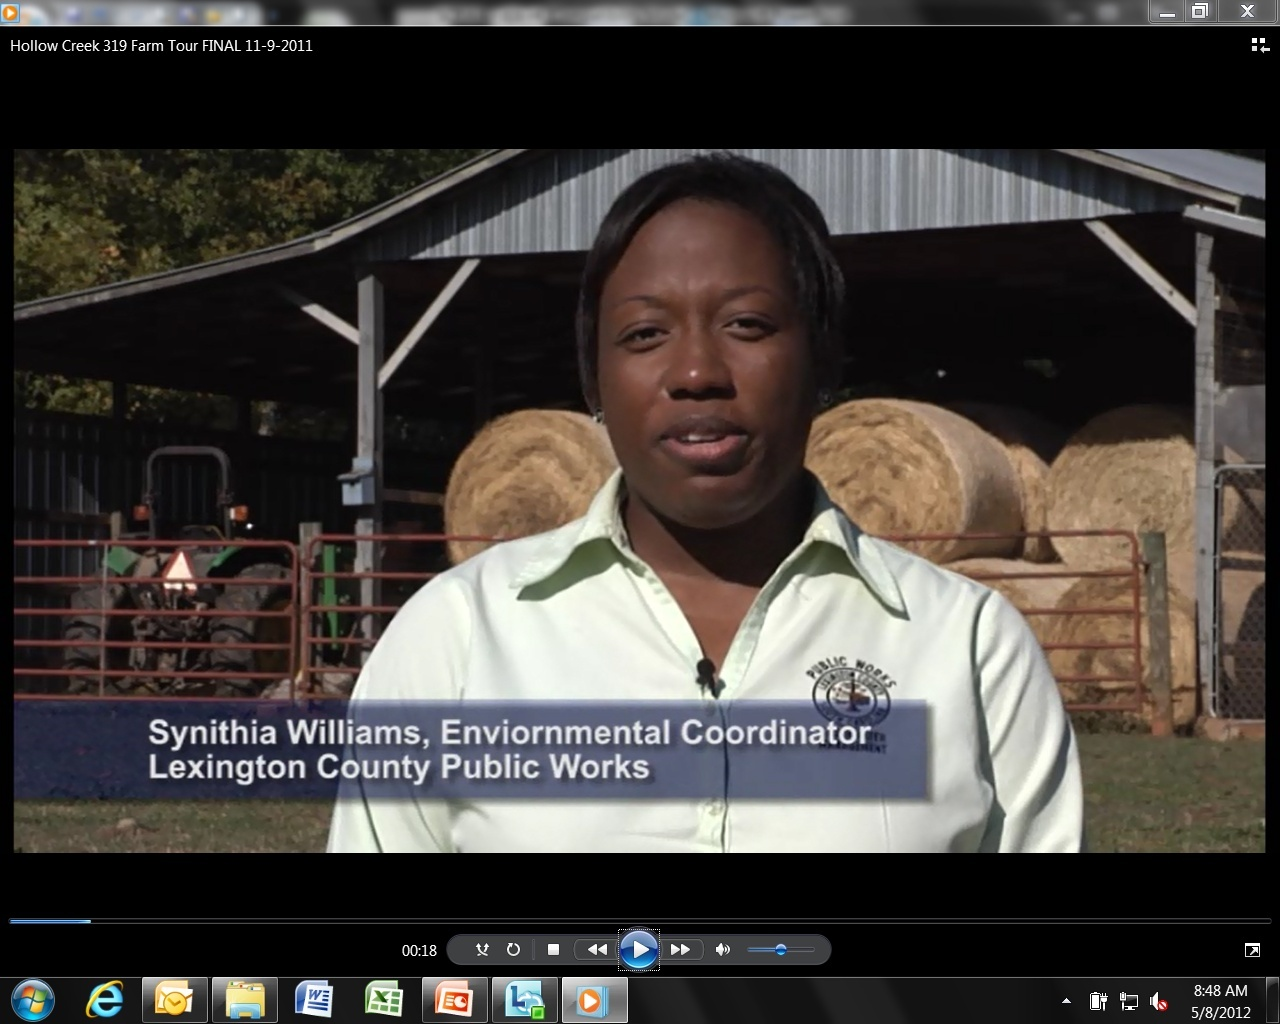 Hollow Creek 319 Farm Tour FINAL 11-9-2011
PUBLIC WORKS
Synithia Williams, Enviornmental Coordinator
Lexington County Public Works
00:18
8:48 AM
5/8/2012